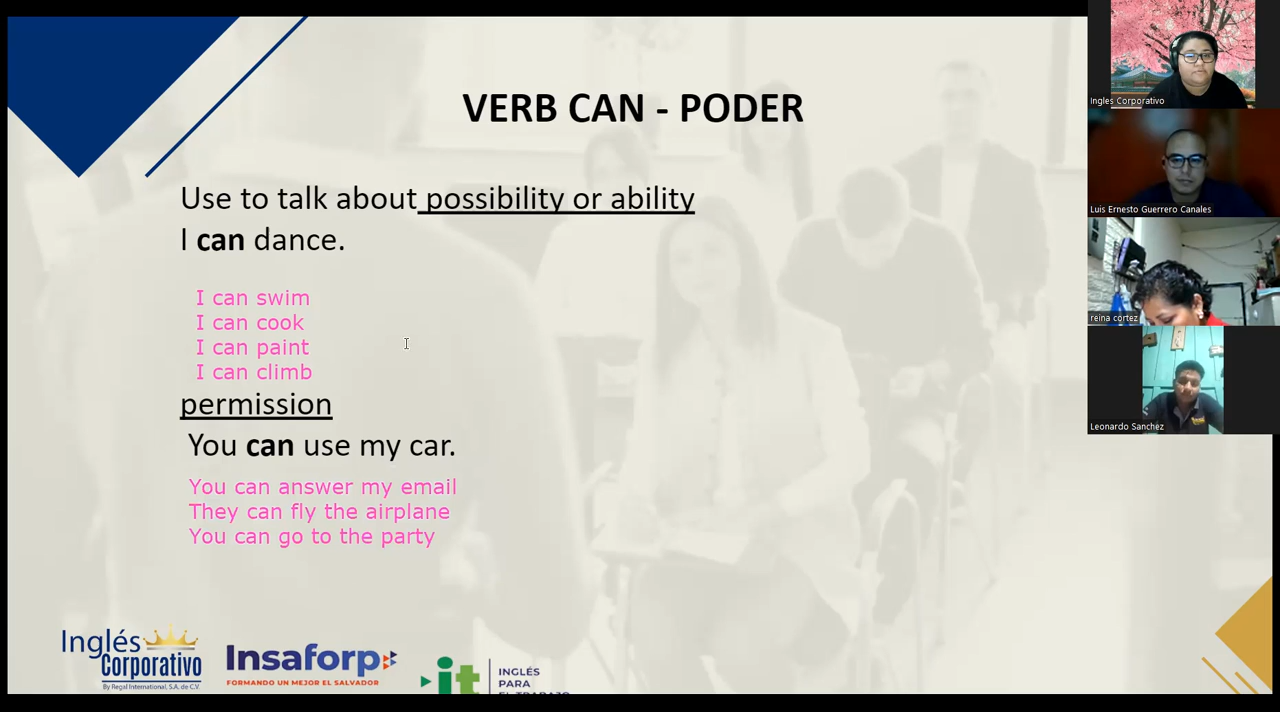 VERB CAN - PODER
Use to talk about possibility or ability
I can dance.
I can swim
I can cook
I can paint
I can climb
permission
You can use my car.
You can answer my email
They can fly the airplane
You can go to the party
Inglés
Corporativo
By Regal International, S.A. de C.V.
Insaforp
FORMANDO UN MEJOR EL SALVADOR
it
INGLÉS
PARA
EL TRABAJO
Ingles Corporativo
Luis Ernesto Guerrero Canales
reina cortez
Leonardo Sanchez